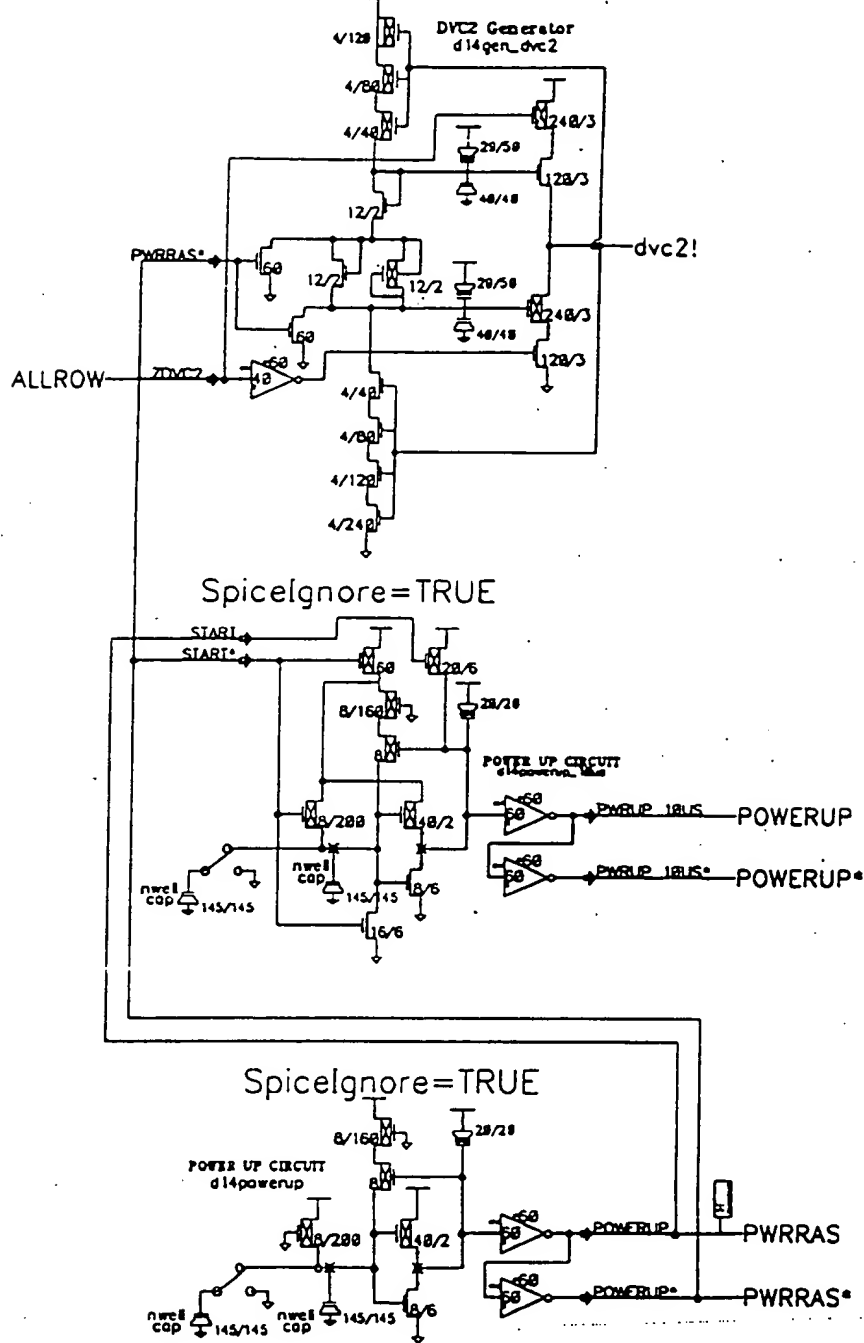 4/120
DVC2 Generator
d14gen_dvc2
4/80
4/40
240/3
20/50
120/3
40/40
12/2
PWRRAS*
60
12/2
12/2
20/50
dvc2!
240/3
40/40
60
120/3
ALLROW
ZDVC2
60
40
4/40
4/80
4/120
4/240
SpiceIgnore=TRUE
START
START*
60
20/6
8/160
20/20
8
POWER UP CIRCUIT
60
60
PWRUP_10US
POWERUP
8/200
40/2
60
60
PWRUP_10US*
POWERUP*
nwell
cap
145/145
nwell
cap
145/145
8/6
16/6
SpiceIgnore=TRUE
8/160
20/20
POWER UP CIRCUIT
d14powerup
8
60
60
POWERUP
PWRRAS
8/200
40/2
60
60
POWERUP*
PWRRAS*
nwell
cap
145/145
nwell
cap
145/145
8/6